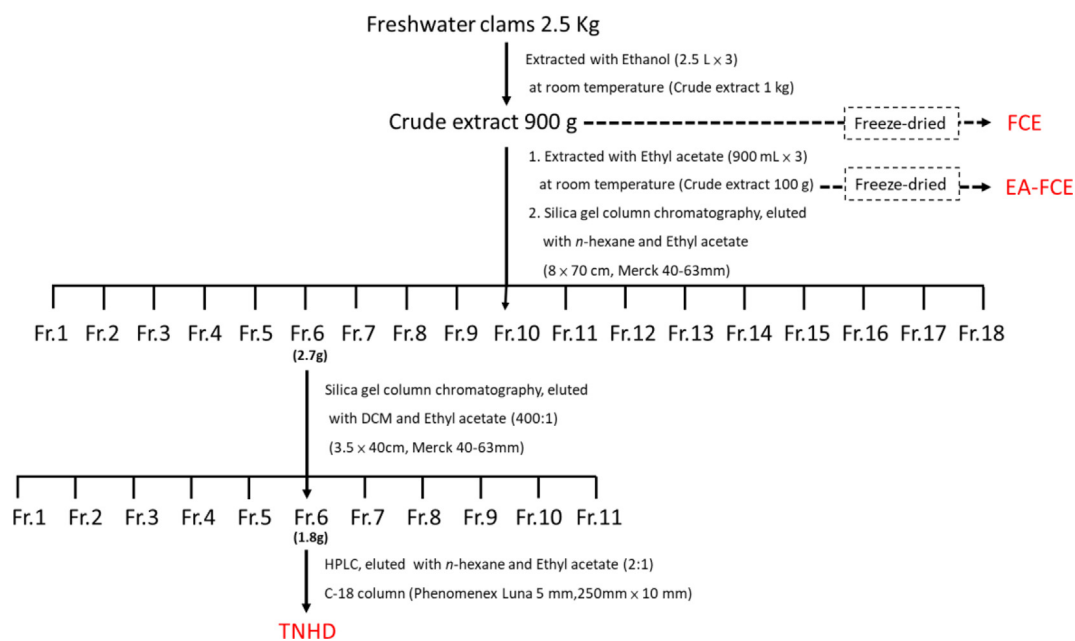 Freshwater clams 2.5 Kg
Extracted with Ethanol (2.5 L × 3)
at room temperature (Crude extract 1 kg)
Crude extract 900 g
Freeze-dried
FCE
1. Extracted with Ethyl acetate (900 mL × 3)
at room temperature (Crude extract 100 g)
Freeze-dried
EA-FCE
2. Silica gel column chromatography, eluted
with n-hexane and Ethyl acetate
(8 × 70 cm, Merck 40-63mm)
Fr.1 Fr.2 Fr.3 Fr.4 Fr.5 Fr.6 Fr.7 Fr.8 Fr.9 Fr.10 Fr.11 Fr.12 Fr.13 Fr.14 Fr.15 Fr.16 Fr.17 Fr.18
(2.7g)
Silica gel column chromatography, eluted
with DCM and Ethyl acetate (400:1)
(3.5 × 40cm, Merck 40-63mm)
Fr.1 Fr.2 Fr.3 Fr.4 Fr.5 Fr.6 Fr.7 Fr.8 Fr.9 Fr.10 Fr.11
(1.8g)
HPLC, eluted with n-hexane and Ethyl acetate (2:1)
C-18 column (Phenomenex Luna 5 mm,250mm × 10 mm)
TNHD